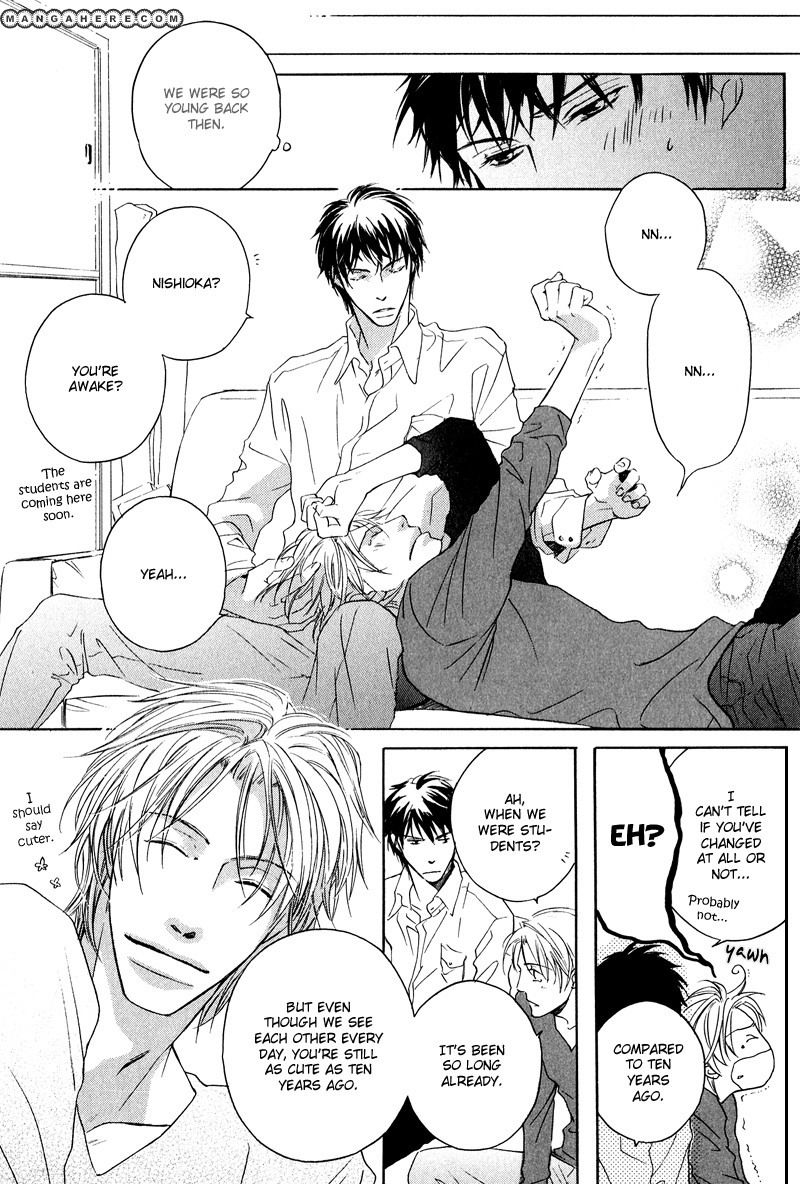 MANGAHERE.COM
WE WERE SO
YOUNG BACK
THEN.
NN...
NN...
NISHIOKA?
YOU'RE
AWAKE?
The
students are
coming here
soon.
YEAH...
I
CAN'T TELL
IF YOU'VE
CHANGED
AT ALL OR
NOT...
Probably
not...
EH?
yawn
COMPARED
TO TEN
YEARS
AGO.
AH,
WHEN WE
WERE STU-
DENTS?
IT'S BEEN
SO LONG
ALREADY.
BUT EVEN
THOUGH WE SEE
EACH OTHER EVERY
DAY, YOU'RE STILL
AS CUTE AS TEN
YEARS AGO.
I
should
say
cuter.